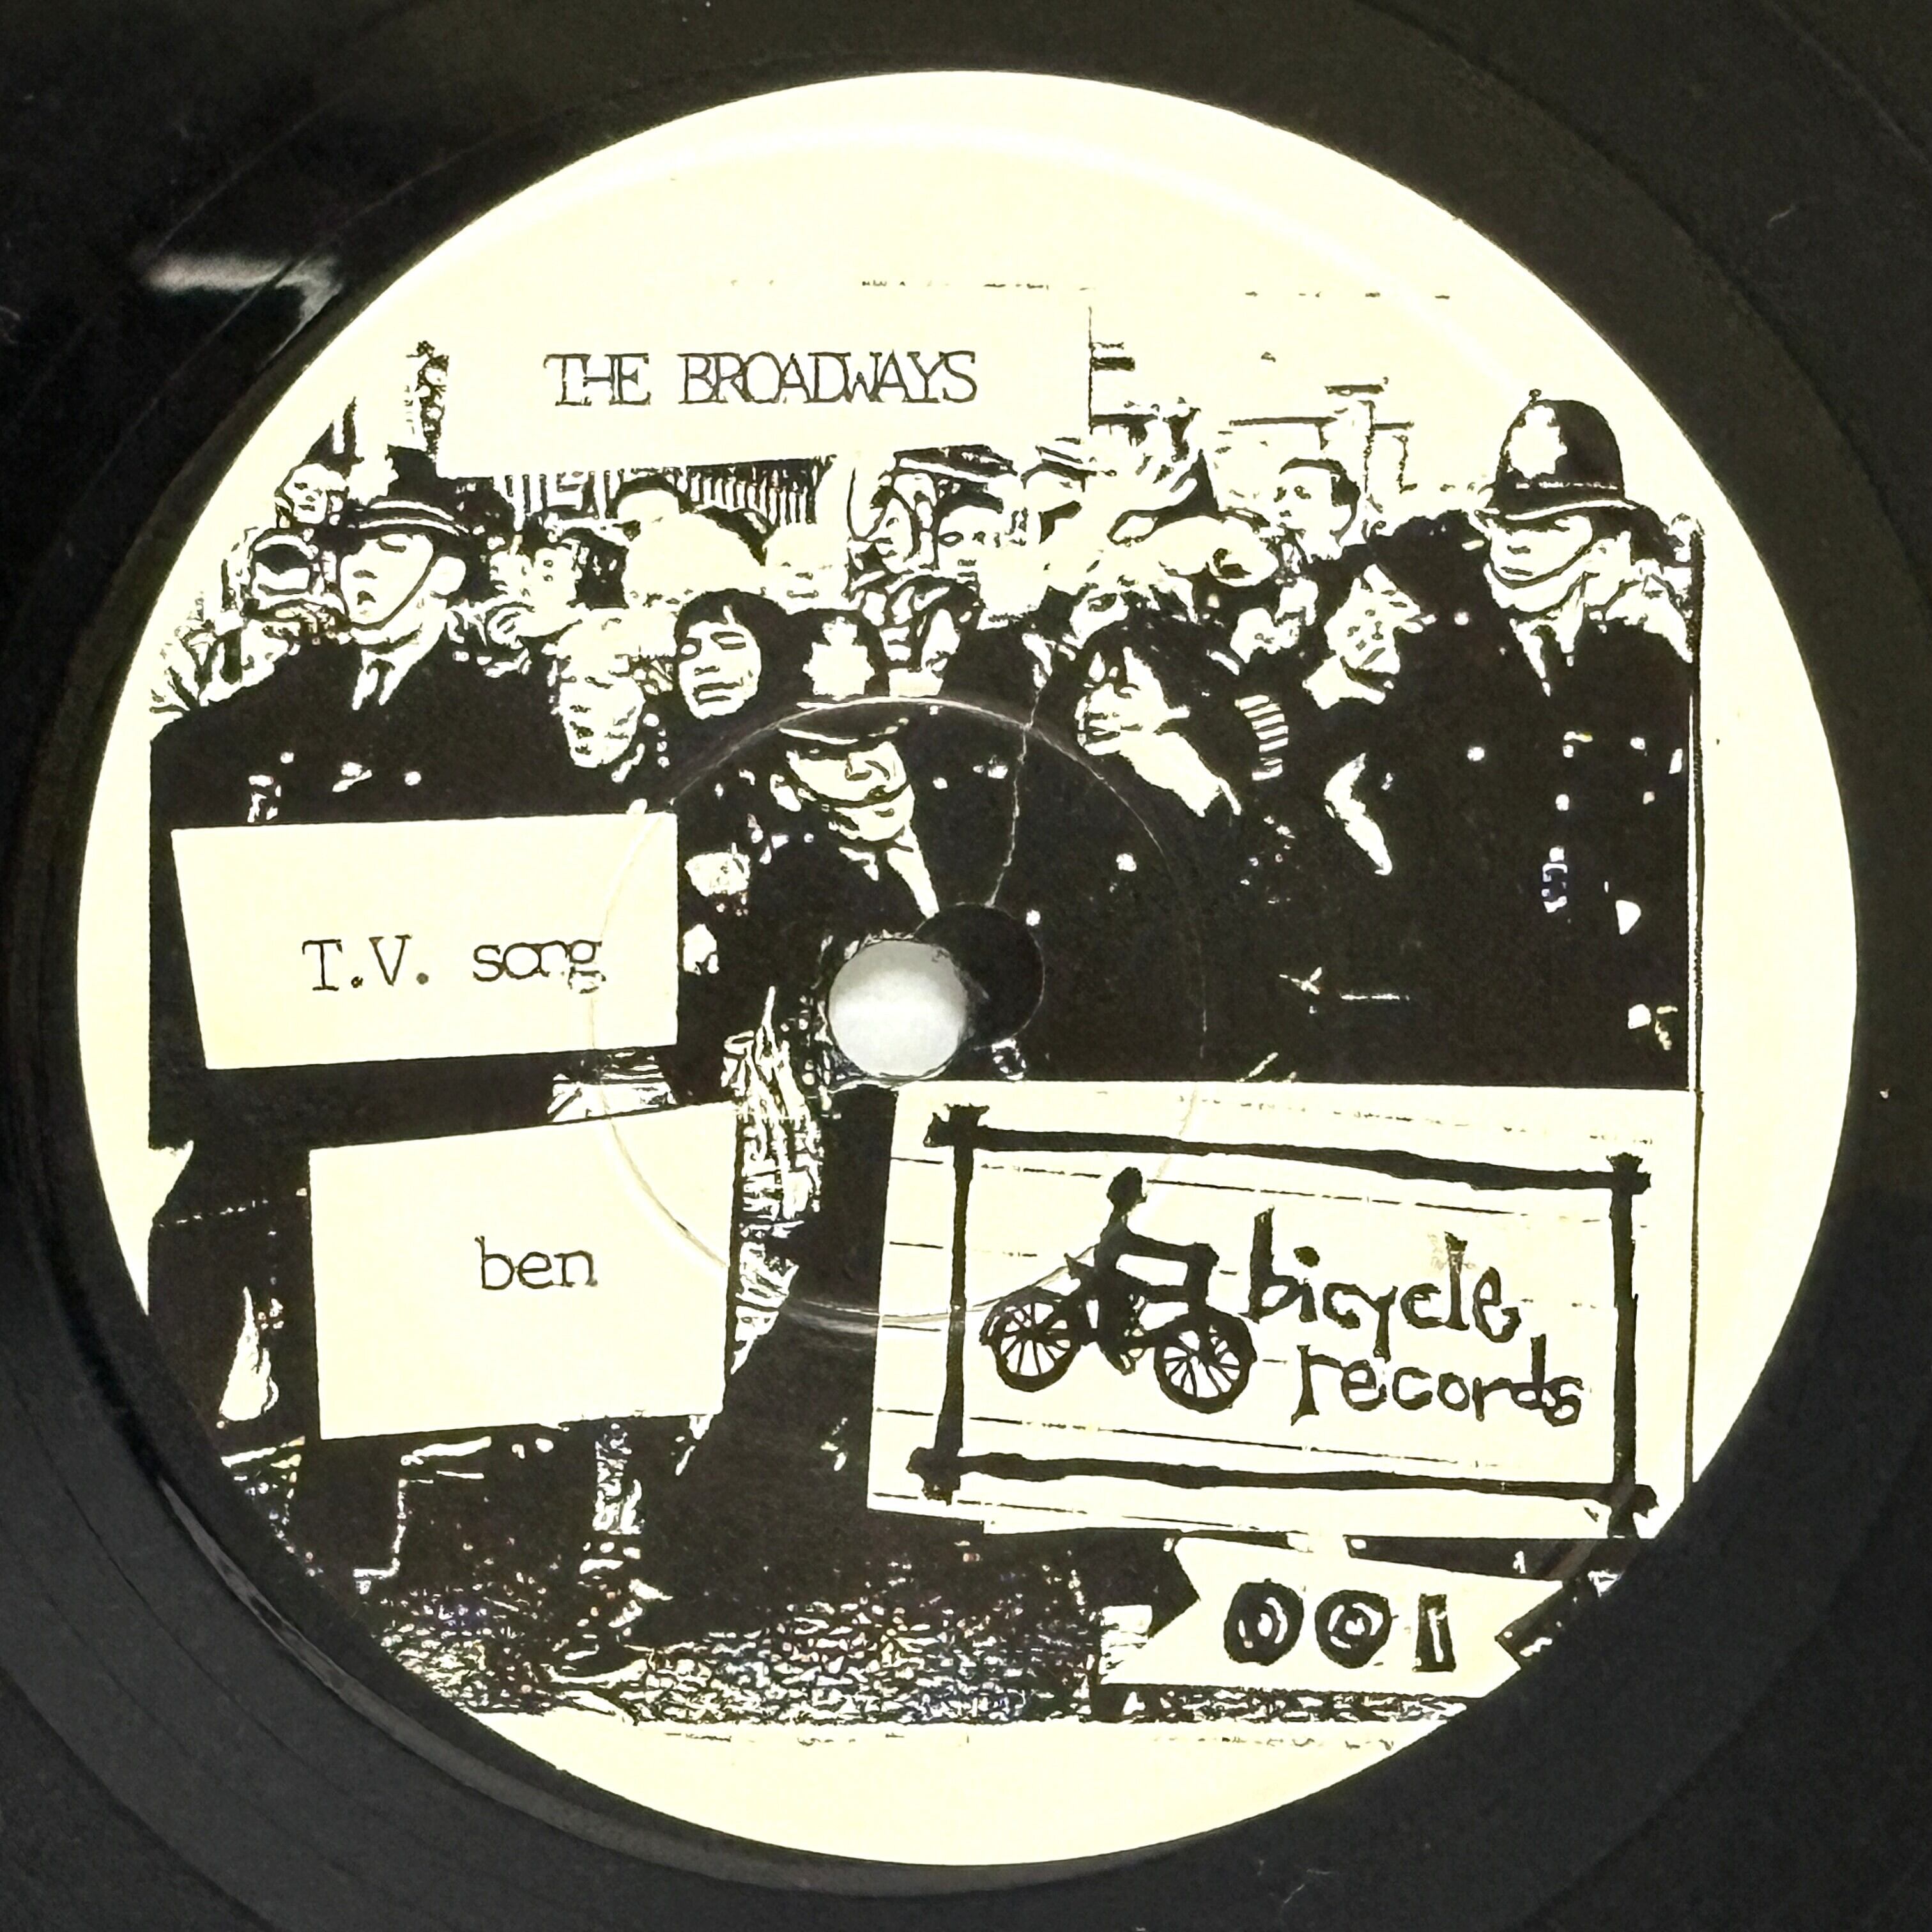 THE BROADWAYS
T.V. song
ben
bicycle
records
001